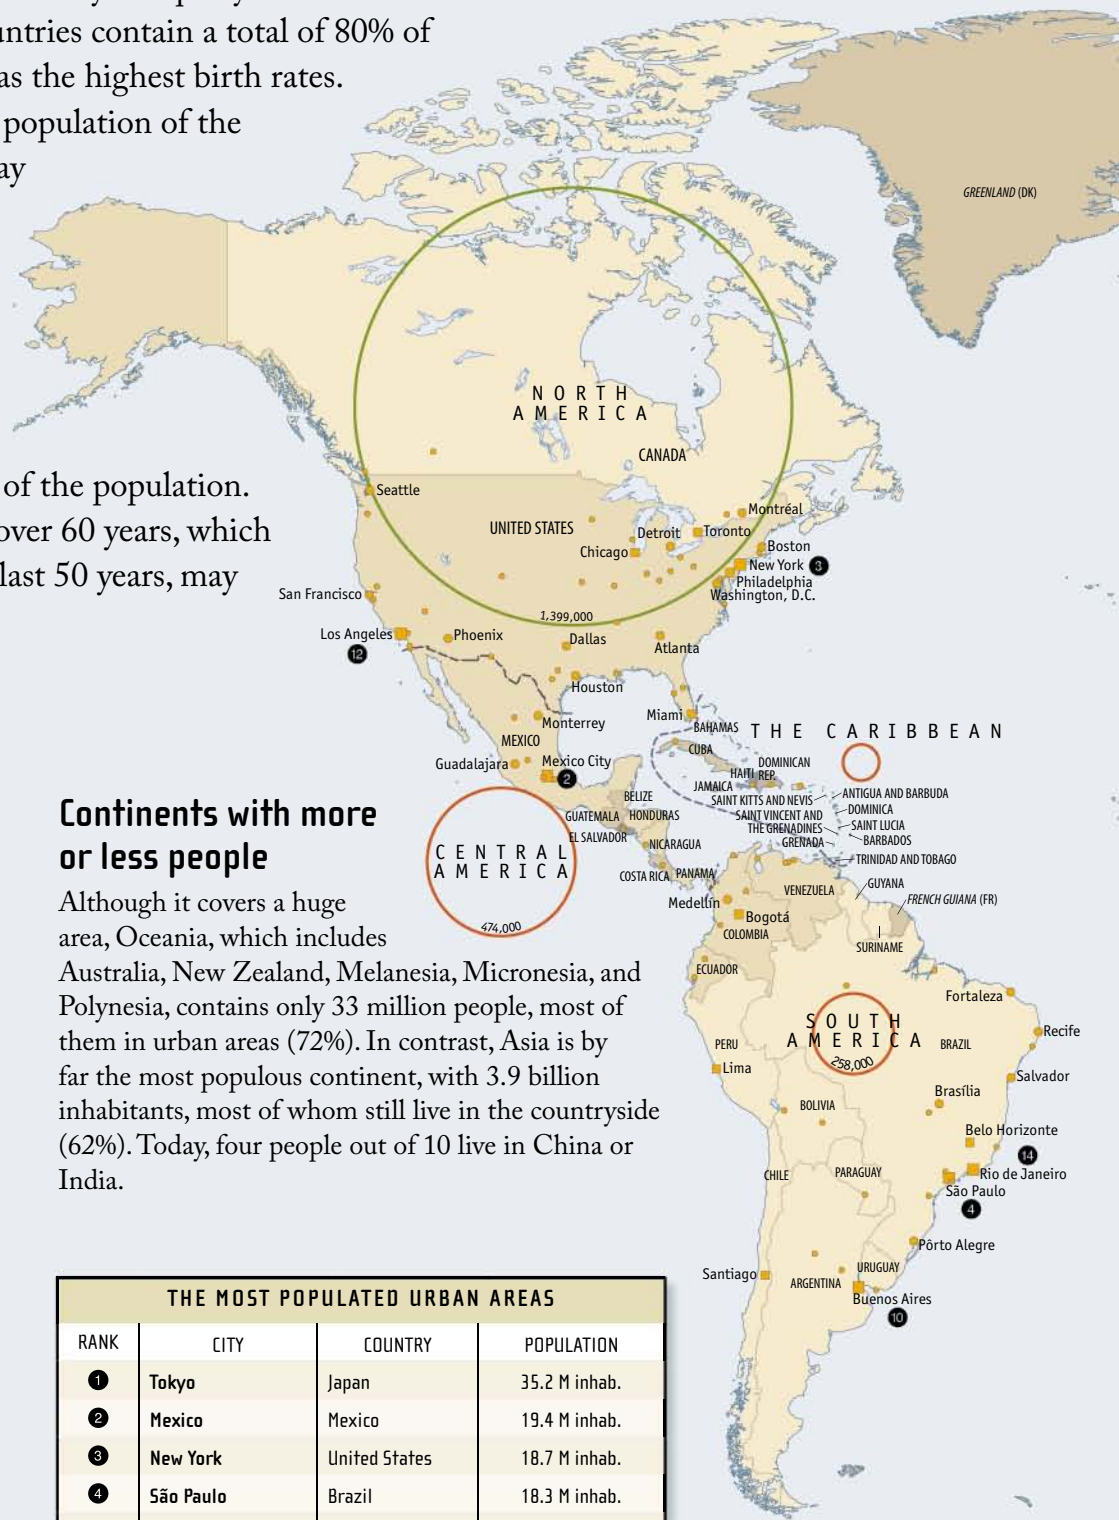 untries contain a total of 80% of
as the highest birth rates.
population of the
ay
of the population.
over 60 years, which
last 50 years, may
GREENLAND (DK)
NORTH
AMERICA
CANADA
Seattle
UNITED STATES
Montréal
Detroit
Toronto
Chicago
Boston
New York 3
Philadelphia
Washington, D.C.
San Francisco
1,399,000
Los Angeles
12
Phoenix
Dallas
Atlanta
Houston
Miami
Monterrey
MEXICO
Guadalajara
Mexico City
2
BAHAMAS
THE CARIBBEAN
CUBA
DOMINICAN
REP.
HAITI
JAMAICA
BELIZE
SAINT KITTS AND NEVIS
ANTIGUA AND BARBUDA
DOMINICA
GUATEMALA
HONDURAS
SAINT VINCENT AND
THE GRENADINES
SAINT LUCIA
EL SALVADOR
BARBADOS
NICARAGUA
GRENADA
TRINIDAD AND TOBAGO
COSTA RICA
PANAMA
CENTRAL
AMERICA
474,000
VENEZUELA
GUYANA
FRENCH GUIANA (FR)
Medellín
Bogotá
COLOMBIA
SURINAME
ECUADOR
Fortaleza
SOUTH
AMERICA
258,000
PERU
BRAZIL
Recife
Lima
Salvador
Brasília
BOLIVIA
Belo Horizonte
14
Rio de Janeiro
CHILE
PARAGUAY
São Paulo
4
Pôrto Alegre
Santiago
URUGUAY
ARGENTINA
Buenos Aires
10
Continents with more
or less people
Although it covers a huge
area, Oceania, which includes
Australia, New Zealand, Melanesia, Micronesia, and
Polynesia, contains only 33 million people, most of
them in urban areas (72%). In contrast, Asia is by
far the most populous continent, with 3.9 billion
inhabitants, most of whom still live in the countryside
(62%). Today, four people out of 10 live in China or
India.
THE MOST POPULATED URBAN AREAS
RANK CITY COUNTRY POPULATION
1 Tokyo Japan 35.2 M inhab.
2 Mexico Mexico 19.4 M inhab.
3 New York United States 18.7 M inhab.
4 São Paulo Brazil 18.3 M inhab.